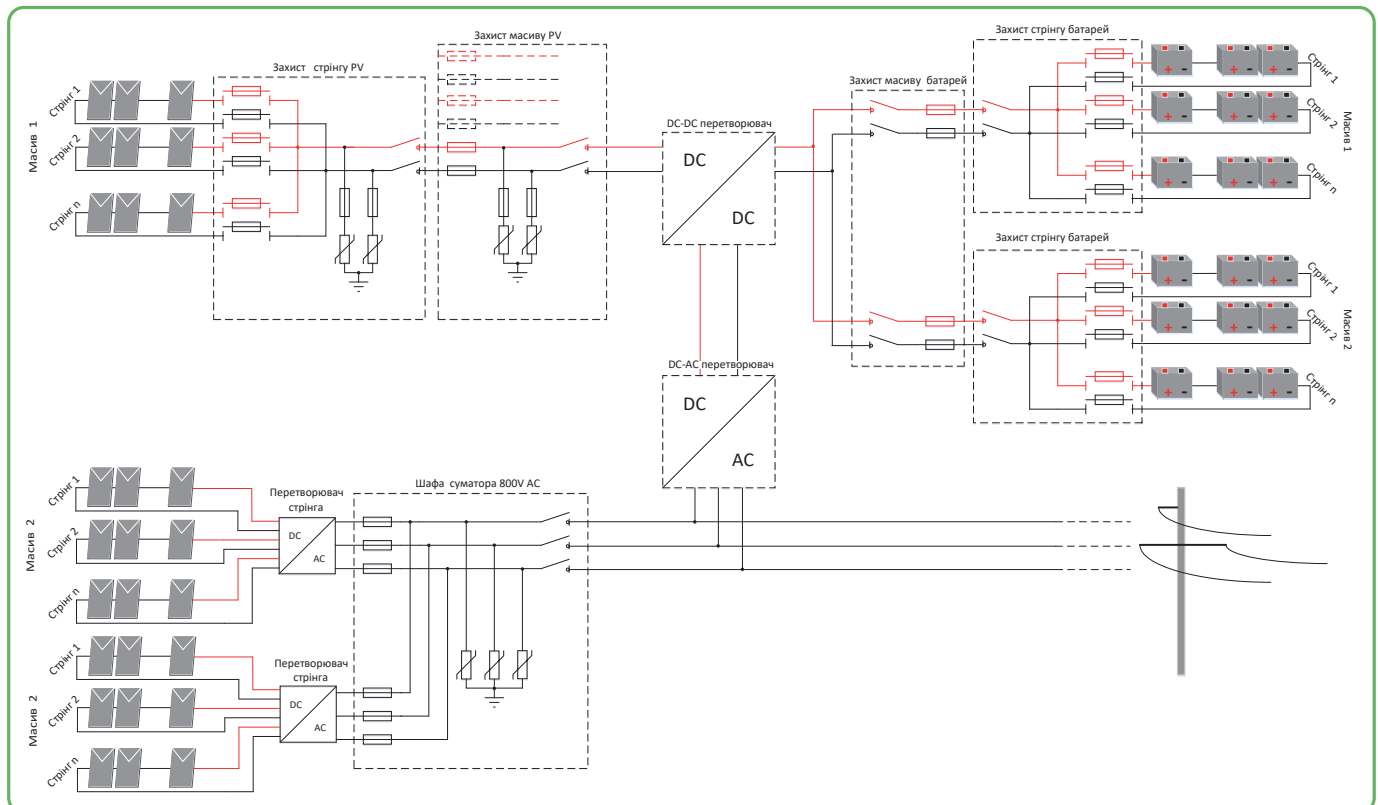 Захист масиву PV
Захист стрінгу PV
Стрінг 1
Стрінг 2
Стрінг n
Масив 1
DC-DC перетворювач
DC
DC
Захист масиву батарей
Захист стрінгу батарей
Стрінг 1
Стрінг 2
Стрінг n
Масив 1
Захист стрінгу батарей
Стрінг 1
Стрінг 2
Стрінг n
Масив 2
DC-AC перетворювач
DC
AC
Стрінг 1
Стрінг 2
Стрінг n
Масив 2
Перетворювач
стрінга
DC
AC
Шафа суматора 800V AC
Стрінг 1
Стрінг 2
Стрінг n
Масив 2
Перетворювач
стрінга
DC
AC